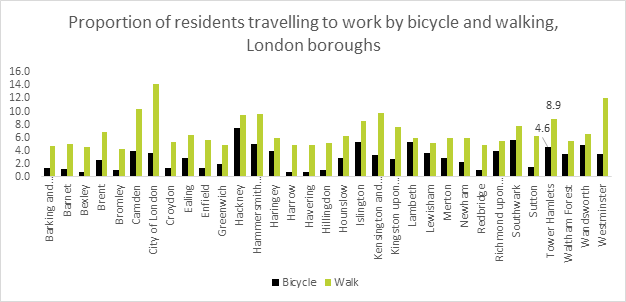 Proportion of residents travelling to work by bicycle and walking,
London boroughs
16.0
14.0
12.0
10.0
8.0
6.0
4.0
2.0
0.0
8.9
4.6
Barking and…
Barnet
Bexley
Brent
Bromley
Camden
City of London
Croydon
Ealing
Enfield
Greenwich
Hackney
Hammersmith…
Haringey
Harrow
Havering
Hillingdon
Hounslow
Islington
Kensington and…
Kingston upon…
Lambeth
Lewisham
Merton
Newham
Redbridge
Richmond upon…
Southwark
Sutton
Tower Hamlets
Waltham Forest
Wandsworth
Westminster
Bicycle Walk